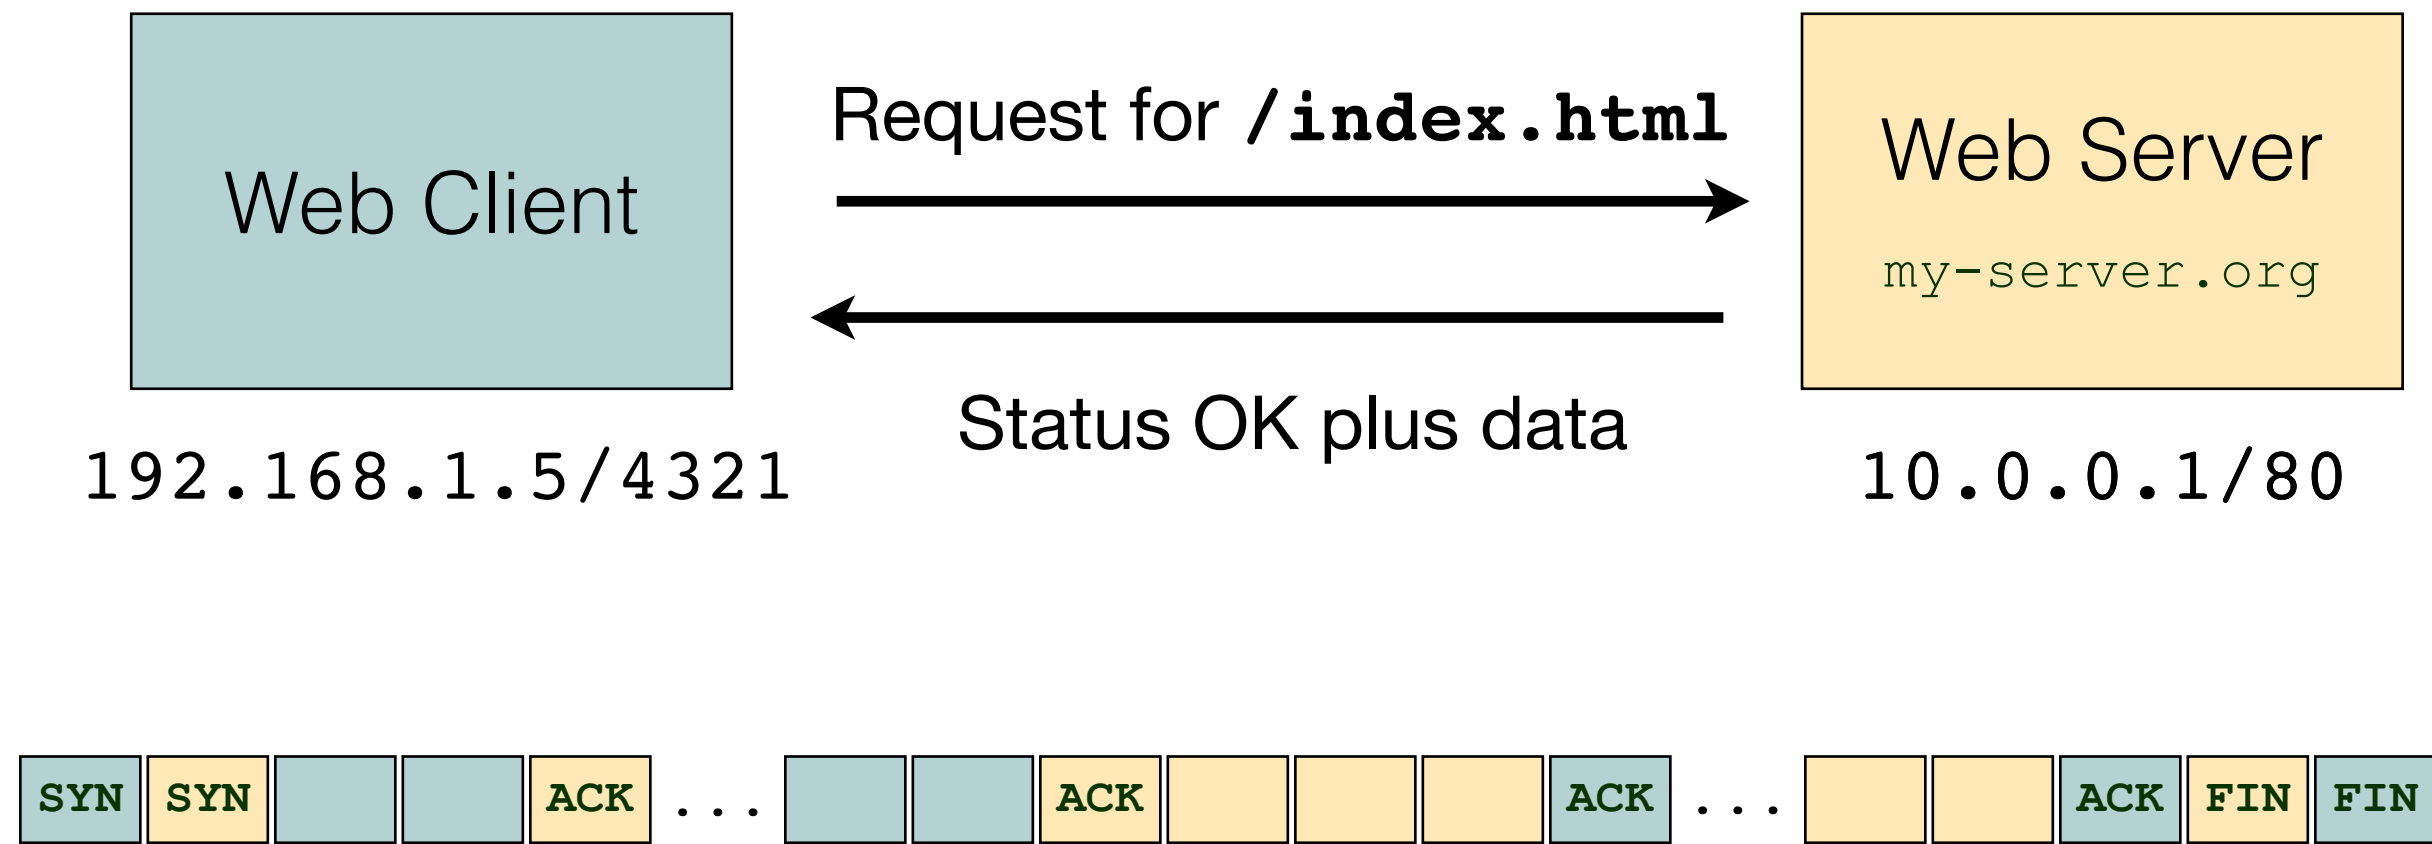 Web Client
Request for /index.html
Web Server
my-server.org
Status OK plus data
192.168.1.5/4321
10.0.0.1/80
SYN SYN ACK ... ACK ACK ... ACK FIN FIN